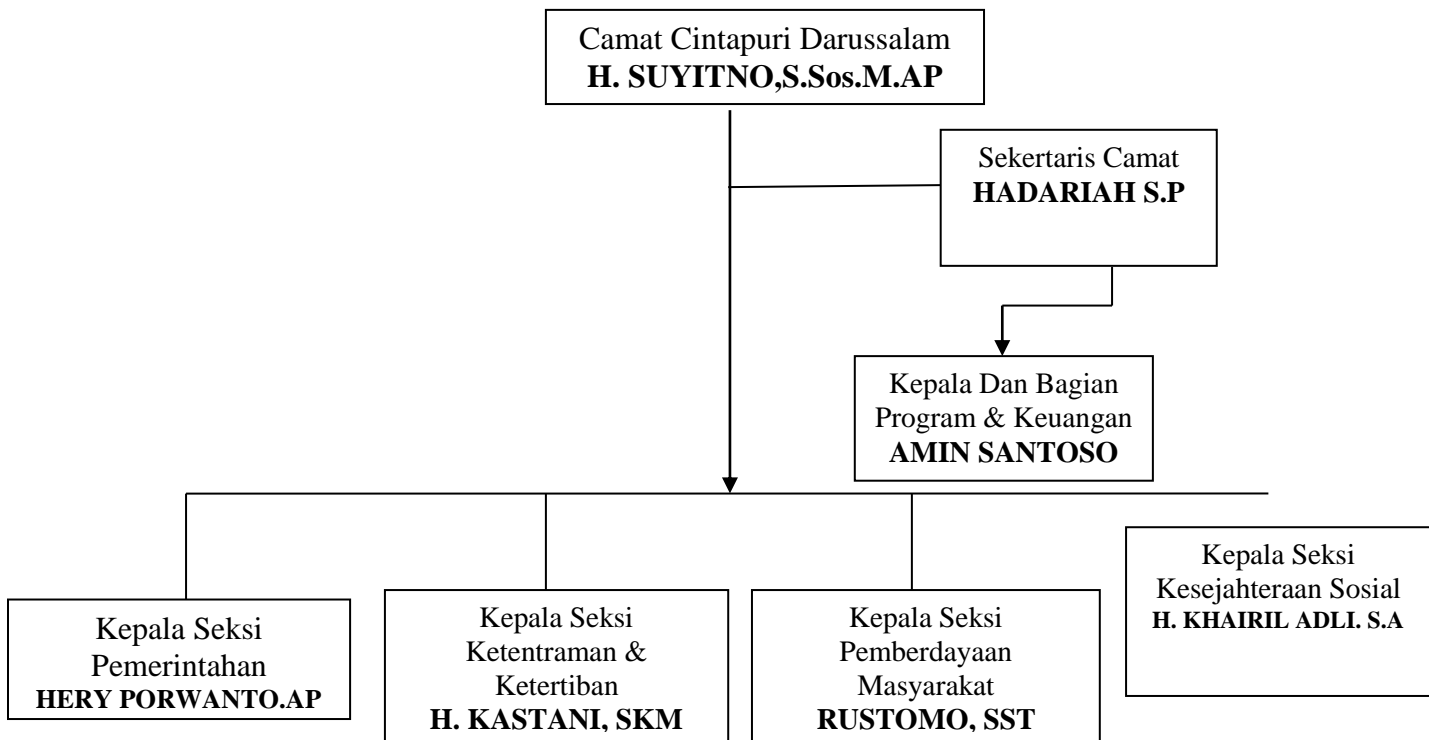 Camat Cintapuri Darussalam
H. SUYITNO,S.Sos.M.AP
Sekertaris Camat
HADARIAH S.P
Kepala Dan Bagian
Program & Keuangan
AMIN SANTOSO
Kepala Seksi
Pemerintahan
HERY PORWANTO.AP
Kepala Seksi
Ketentraman &
Ketertiban
H. KASTANI, SKM
Kepala Seksi
Pemberdayaan
Masyarakat
RUSTOMO, SST
Kepala Seksi
Kesejahteraan Sosial
H. KHAIRIL ADLI. S.A